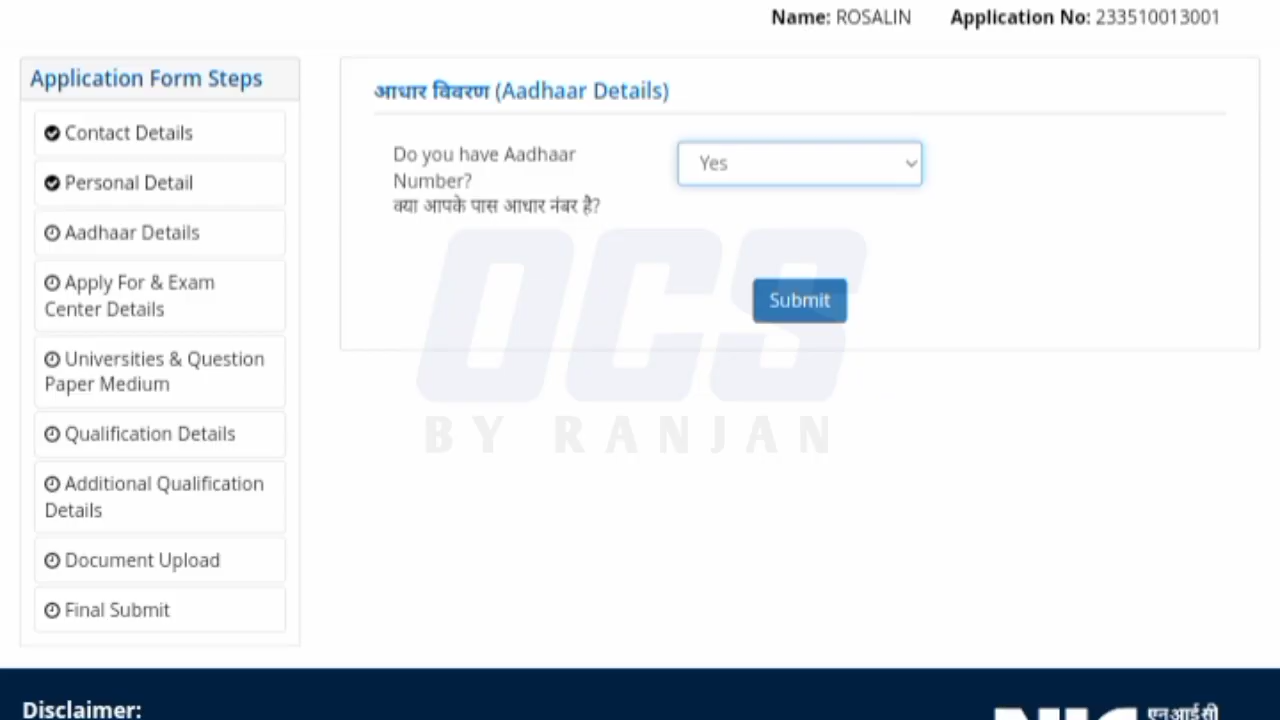 Name: ROSALIN Application No: 233510013001
Application Form Steps
Contact Details
Personal Detail
Aadhaar Details
Apply For & Exam
Center Details
Universities & Question
Paper Medium
Qualification Details
Additional Qualification
Details
Document Upload
Final Submit
आधार विवरण (Aadhaar Details)
Do you have Aadhaar
Number?
क्या आपके पास आधार नंबर है?
Yes
Submit
OCS
BY RANJAN
Disclaimer:
NIC एनआईसी